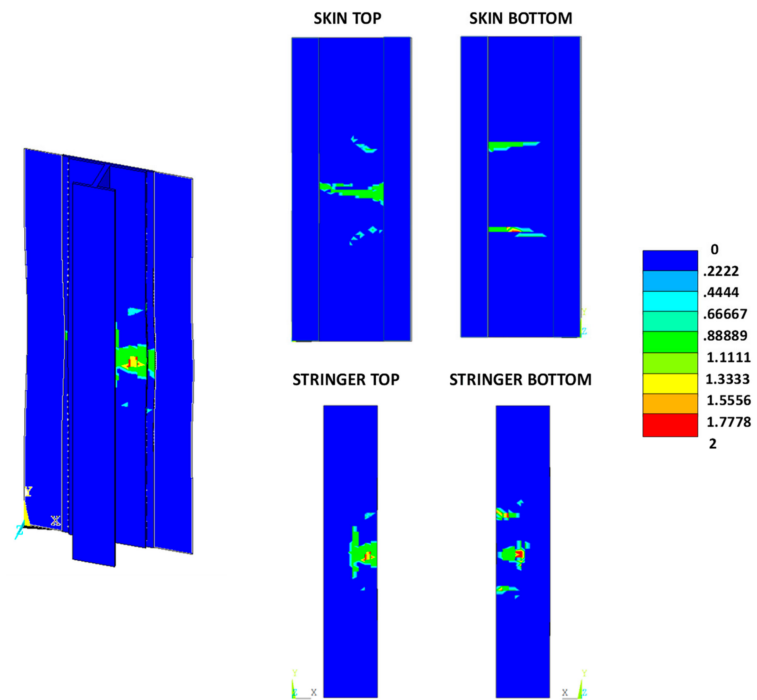 SKIN TOP
SKIN BOTTOM
0
.2222
.4444
.66667
.88889
1.1111
1.3333
1.5556
1.7778
2
STRINGER TOP
STRINGER BOTTOM
Y
X
Z
Y
X
X